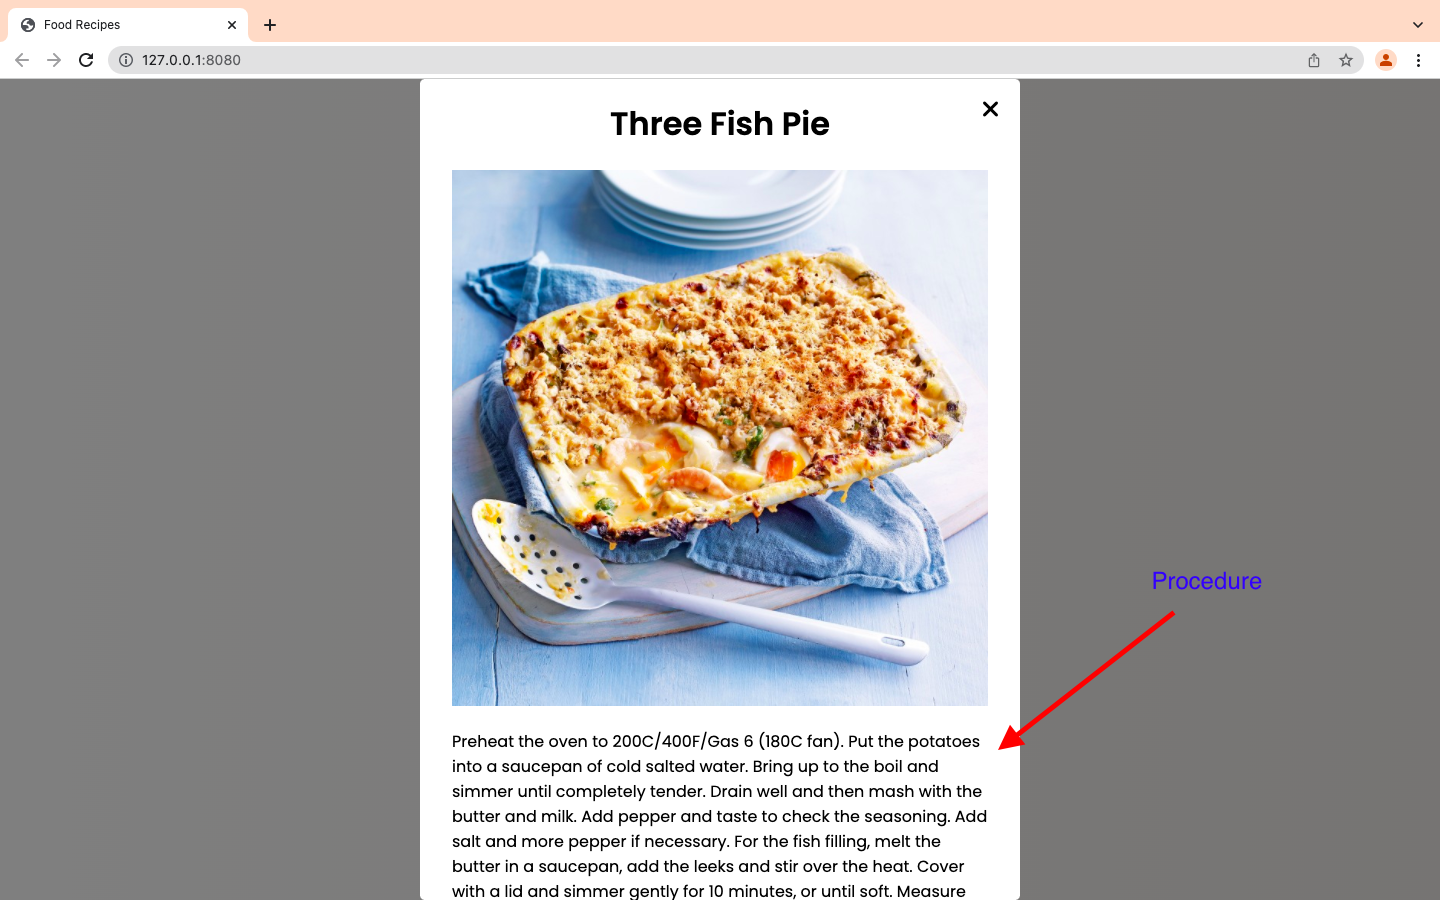 Food Recipes
127.0.0.1:8080
Three Fish Pie
Procedure
Preheat the oven to 200C/400F/Gas 6 (180C fan). Put the potatoes
into a saucepan of cold salted water. Bring up to the boil and
simmer until completely tender. Drain well and then mash with the
butter and milk. Add pepper and taste to check the seasoning. Add
salt and more pepper if necessary. For the fish filling, melt the
butter in a saucepan, add the leeks and stir over the heat. Cover
with a lid and simmer gently for 10 minutes, or until soft. Measure